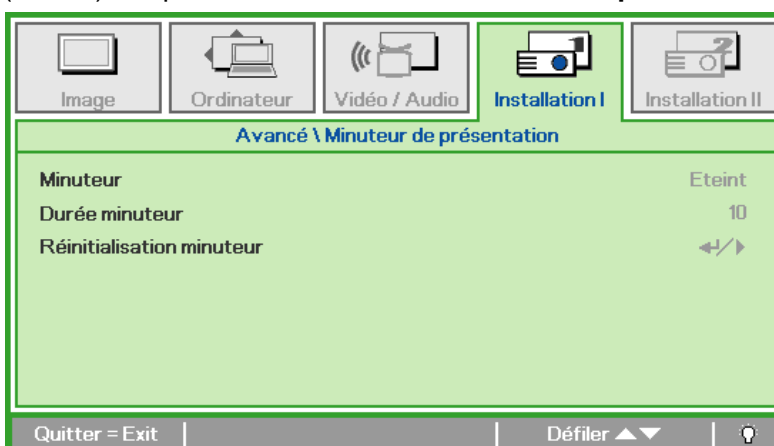 Image
Ordinateur
Vidéo / Audio
Installation I
Installation II
Avancé \ Minuteur de présentation
Minuteur Eteint
Durée minuteur 10
Réinitialisation minuteur
Quitter = Exit
Défiler